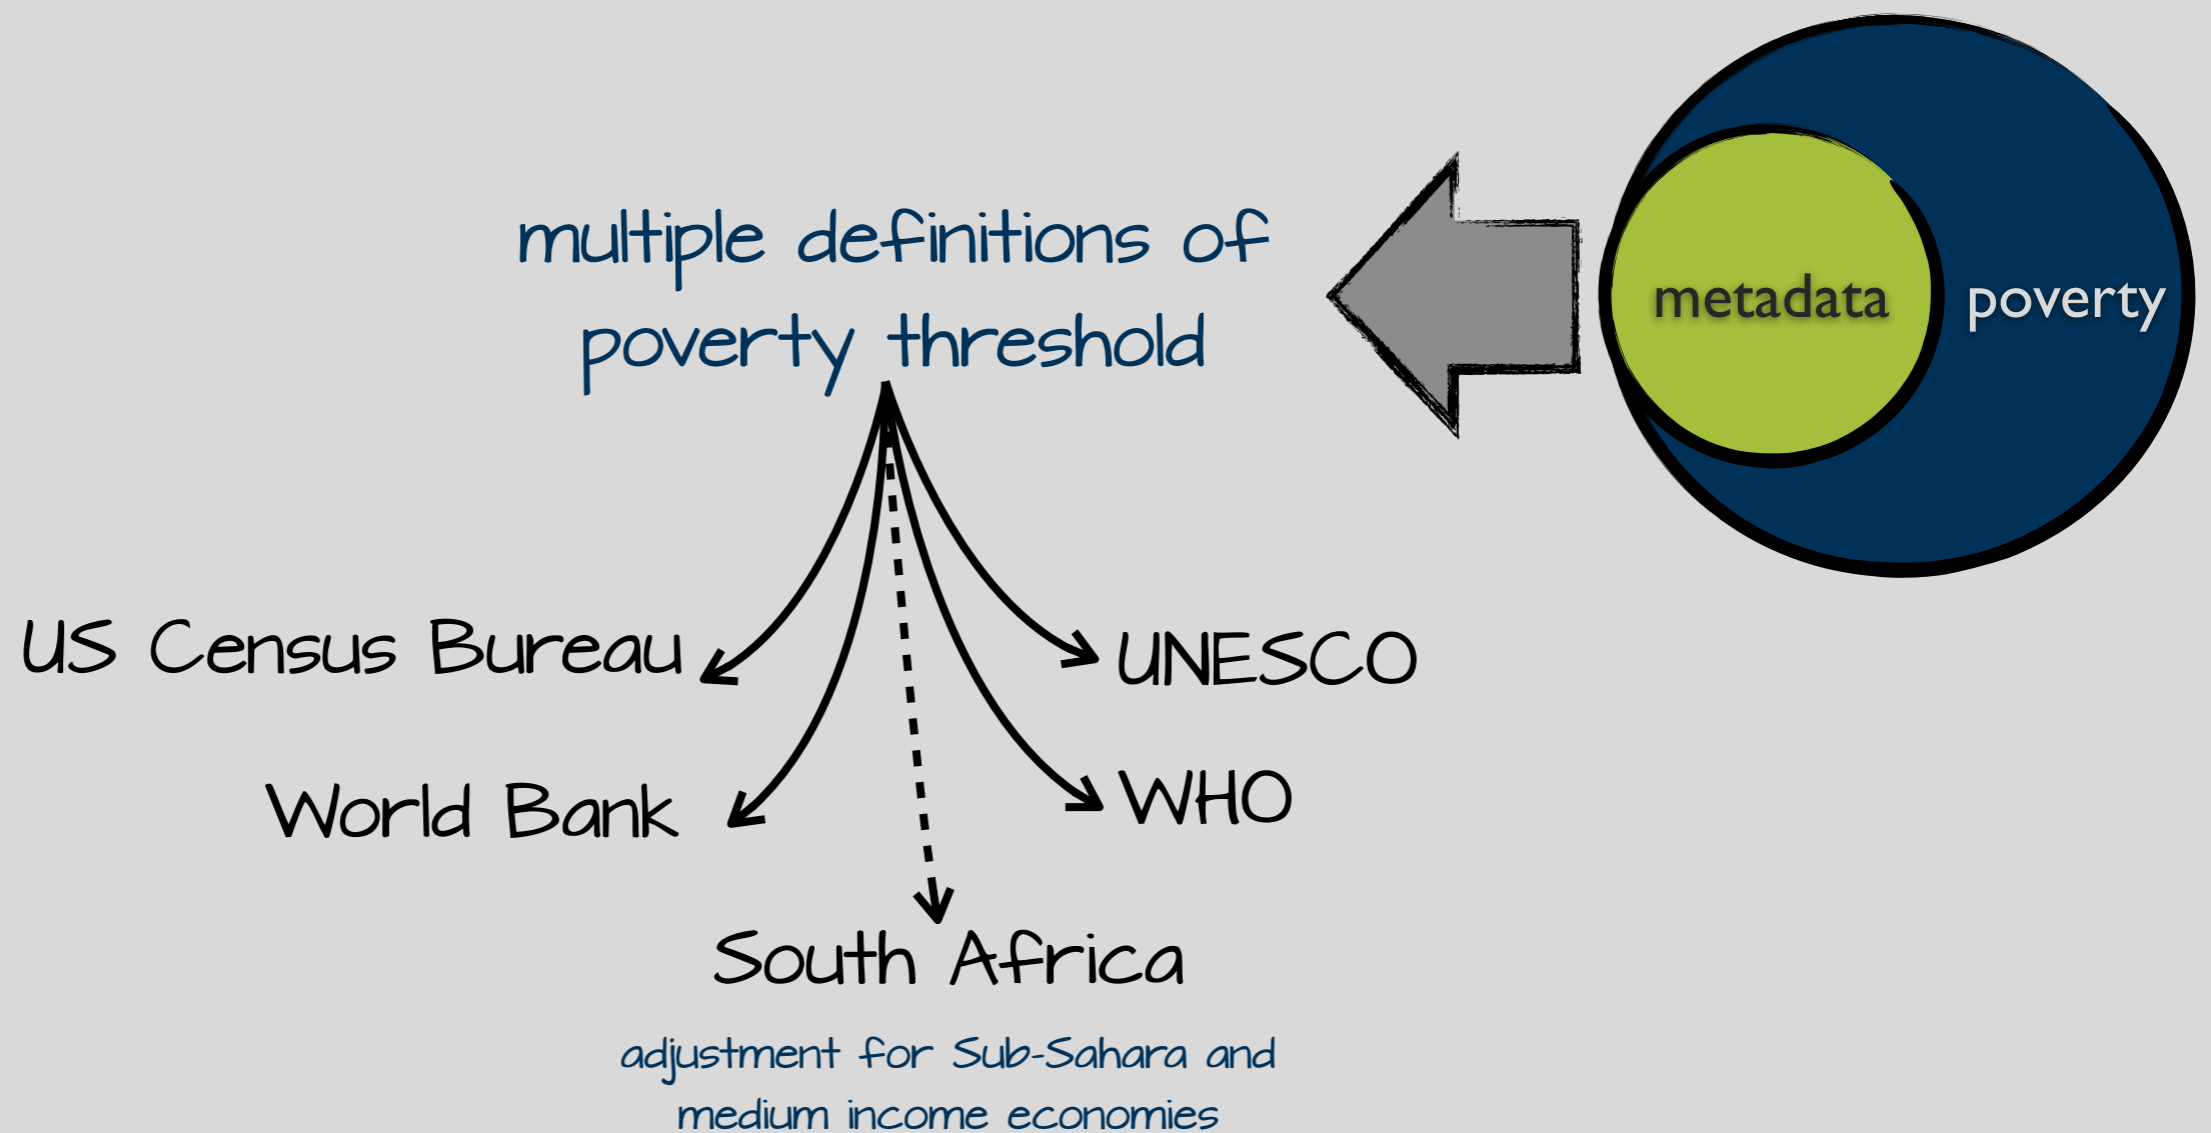 multiple definitions of
poverty threshold
metadata
poverty
US Census Bureau
UNESCO
World Bank
WHO
South Africa
adjustment for Sub-Sahara and
medium income economies